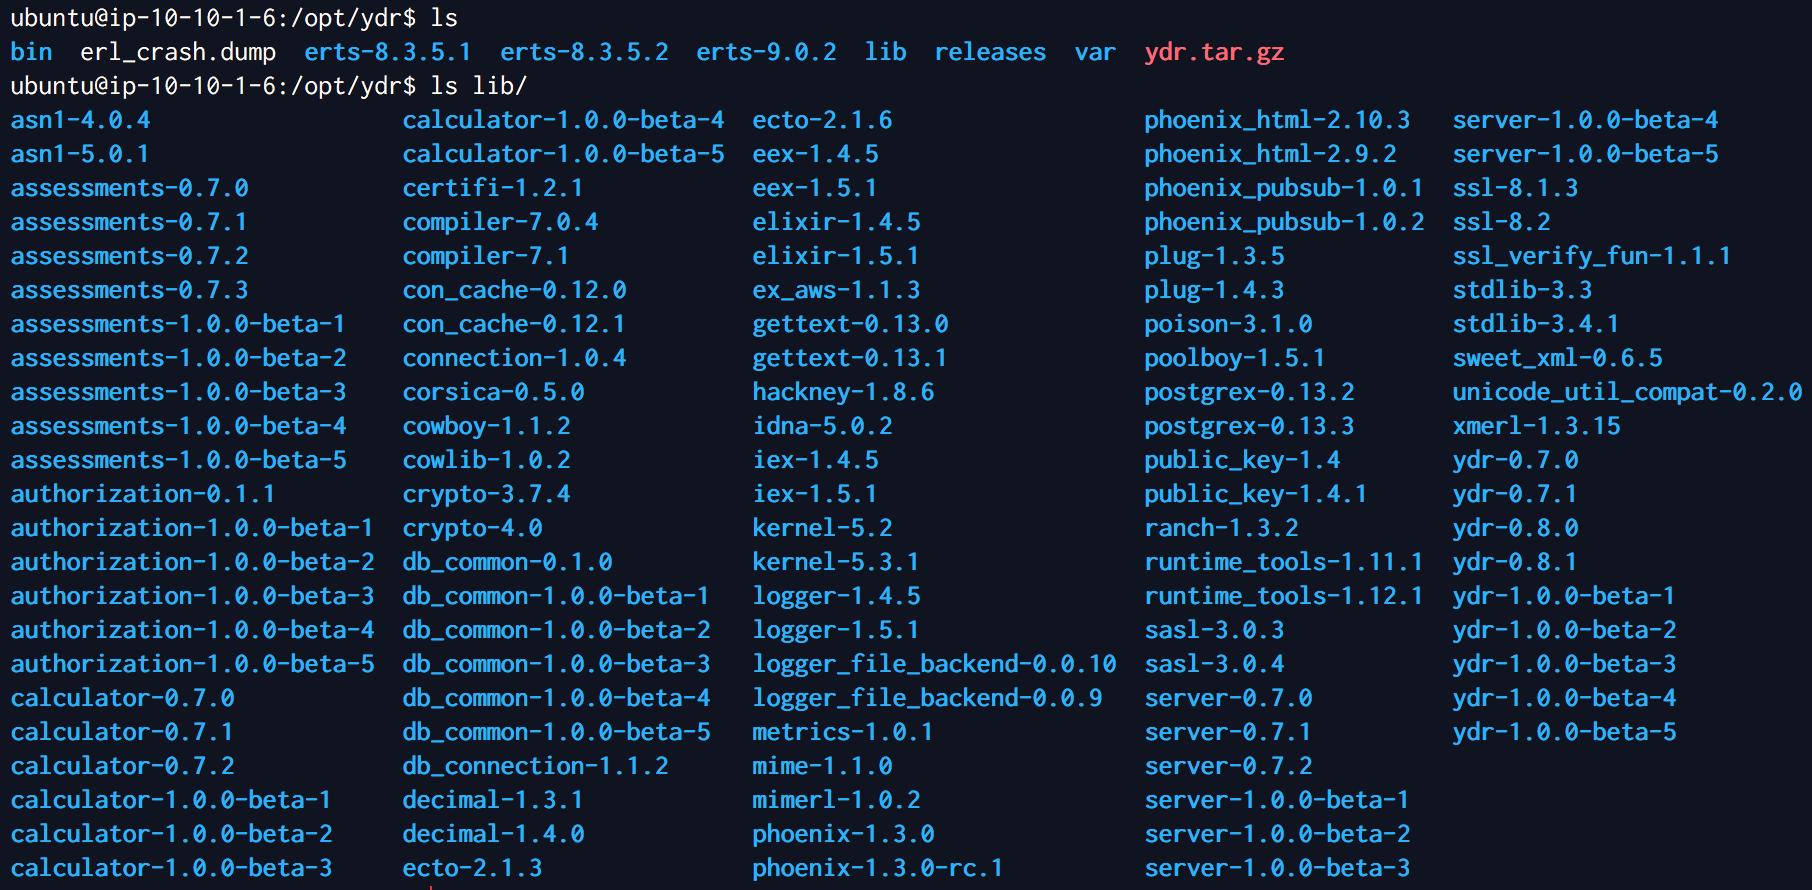 ubuntu@ip-10-10-1-6:/opt/ydr$ ls
bin  erl_crash.dump  erts-8.3.5.1  erts-8.3.5.2  erts-9.0.2  lib  releases  var  ydr.tar.gz
ubuntu@ip-10-10-1-6:/opt/ydr$ ls lib/
asn1-4.0.4  calculator-1.0.0-beta-4  ecto-2.1.6  phoenix_html-2.10.3  server-1.0.0-beta-4
asn1-5.0.1  calculator-1.0.0-beta-5  eex-1.4.5  phoenix_html-2.9.2  server-1.0.0-beta-5
assessments-0.7.0  certifi-1.2.1  eex-1.5.1  phoenix_pubsub-1.0.1  ssl-8.1.3
assessments-0.7.1  compiler-7.0.4  elixir-1.4.5  phoenix_pubsub-1.0.2  ssl-8.2
assessments-0.7.2  compiler-7.1  elixir-1.5.1  plug-1.3.5  ssl_verify_fun-1.1.1
assessments-0.7.3  con_cache-0.12.0  ex_aws-1.1.3  plug-1.4.3  stdlib-3.3
assessments-1.0.0-beta-1  con_cache-0.12.1  gettext-0.13.0  poison-3.1.0  stdlib-3.4.1
assessments-1.0.0-beta-2  connection-1.0.4  gettext-0.13.1  poolboy-1.5.1  sweet_xml-0.6.5
assessments-1.0.0-beta-3  corsica-0.5.0  hackney-1.8.6  postgrex-0.13.2  unicode_util_compat-0.2.0
assessments-1.0.0-beta-4  cowboy-1.1.2  idna-5.0.2  postgrex-0.13.3  xmerl-1.3.15
assessments-1.0.0-beta-5  cowlib-1.0.2  iex-1.4.5  public_key-1.4  ydr-0.7.0
authorization-0.1.1  crypto-3.7.4  iex-1.5.1  public_key-1.4.1  ydr-0.7.1
authorization-1.0.0-beta-1  crypto-4.0  kernel-5.2  ranch-1.3.2  ydr-0.8.0
authorization-1.0.0-beta-2  db_common-0.1.0  kernel-5.3.1  runtime_tools-1.11.1  ydr-0.8.1
authorization-1.0.0-beta-3  db_common-1.0.0-beta-1  logger-1.4.5  runtime_tools-1.12.1  ydr-1.0.0-beta-1
authorization-1.0.0-beta-4  db_common-1.0.0-beta-2  logger-1.5.1  sasl-3.0.3  ydr-1.0.0-beta-2
authorization-1.0.0-beta-5  db_common-1.0.0-beta-3  logger_file_backend-0.0.10  sasl-3.0.4  ydr-1.0.0-beta-3
calculator-0.7.0  db_common-1.0.0-beta-4  logger_file_backend-0.0.9  server-0.7.0  ydr-1.0.0-beta-4
calculator-0.7.1  db_common-1.0.0-beta-5  metrics-1.0.1  server-0.7.1  ydr-1.0.0-beta-5
calculator-0.7.2  db_connection-1.1.2  mime-1.1.0  server-0.7.2
calculator-1.0.0-beta-1  decimal-1.3.1  mimerl-1.0.2  server-1.0.0-beta-1
calculator-1.0.0-beta-2  decimal-1.4.0  phoenix-1.3.0  server-1.0.0-beta-2
calculator-1.0.0-beta-3  ecto-2.1.3  phoenix-1.3.0-rc.1  server-1.0.0-beta-3